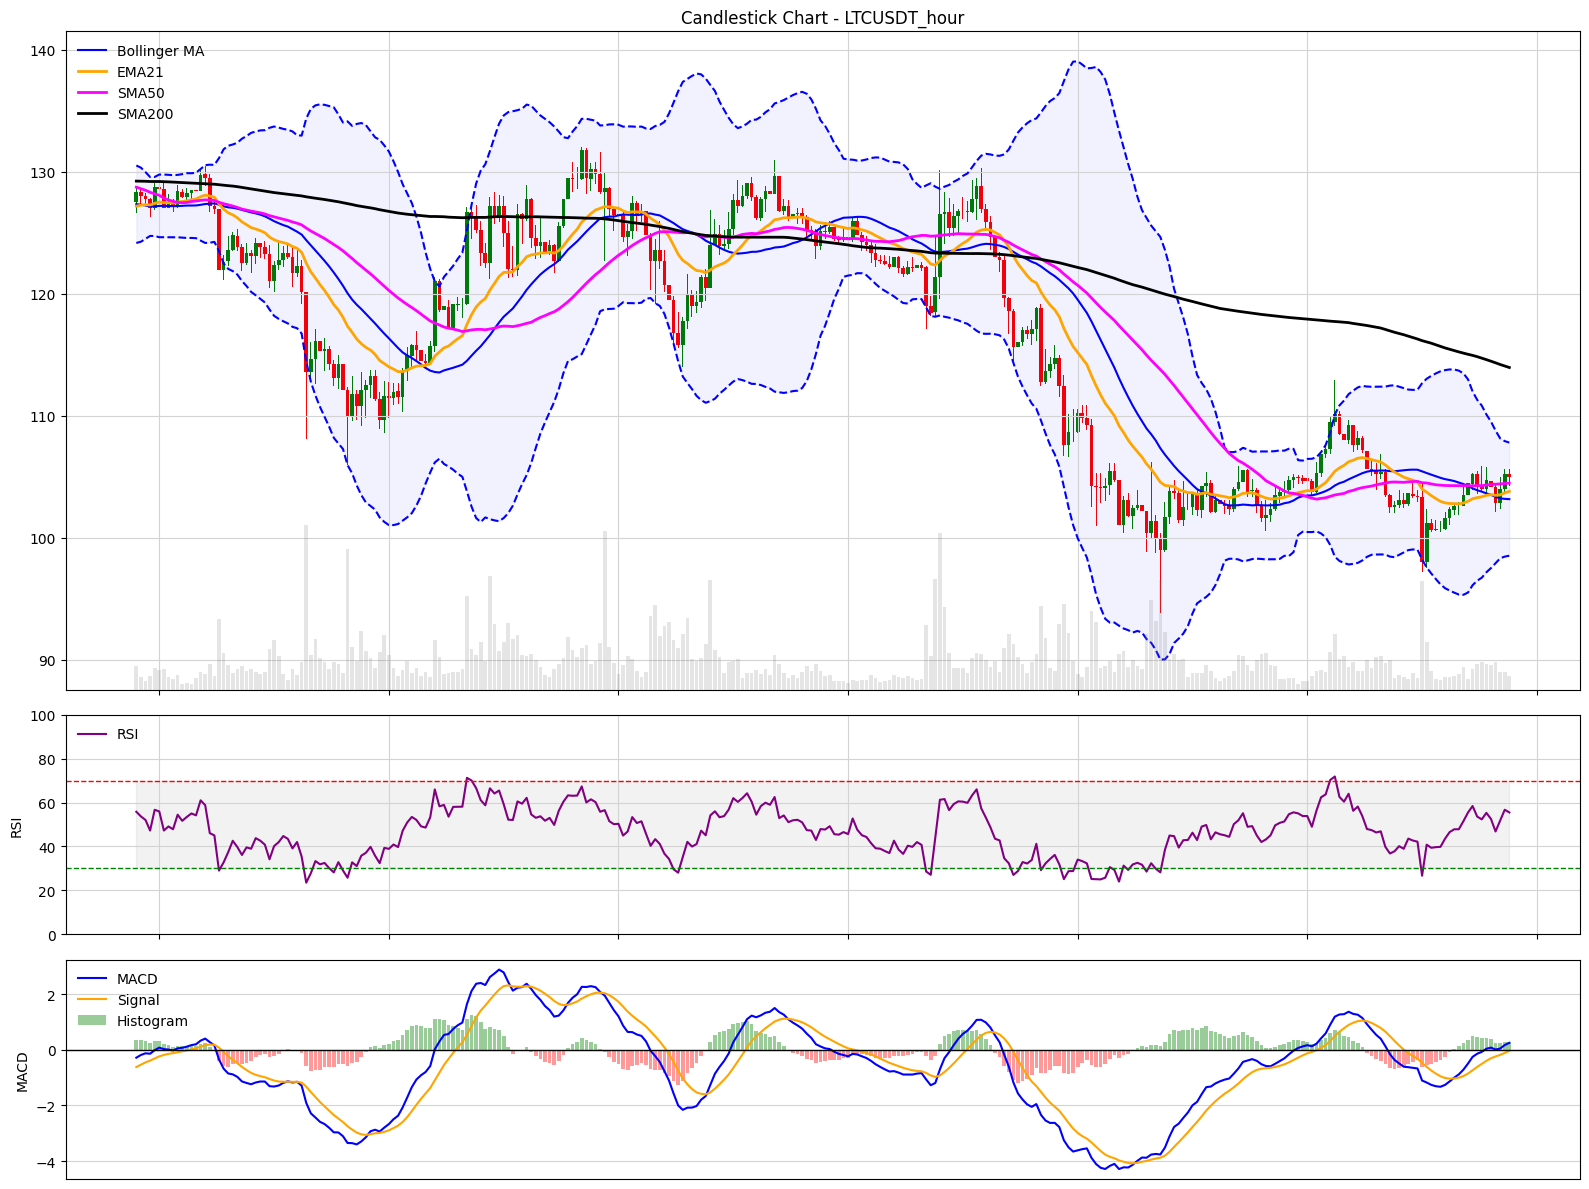 Candlestick Chart - LTCUSDT_hour
140
130
120
110
100
90
Bollinger MA
EMA21
SMA50
SMA200
100
80
60
40
20
0
RSI
RSI
2
0
−2
−4
MACD
MACD
Signal
Histogram